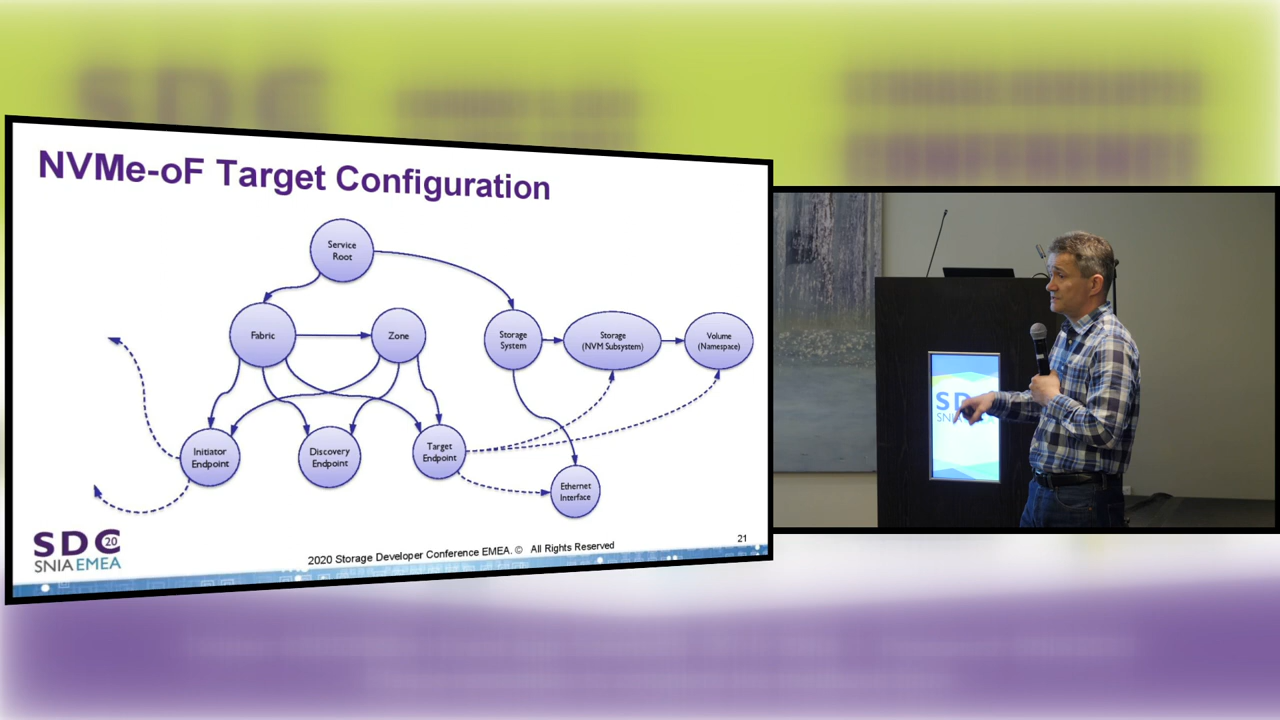 NVMe-oF Target Configuration
Service
Root
Fabric
Zone
Storage
System
Storage
(NVM Subsystem)
Volume
(Namespace)
Initiator
Endpoint
Discovery
Endpoint
Target
Endpoint
Ethernet
Interface
SDC 20
SNIA EMEA
2020 Storage Developer Conference EMEA. © All Rights Reserved
21
SD
SNIA